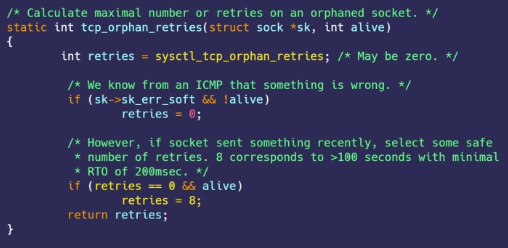 /* Calculate maximal number or retries on an orphaned socket. */
static int tcp_orphan_retries(struct sock *sk, int alive)
{
        int retries = sysctl_tcp_orphan_retries; /* May be zero. */

        /* We know from an ICMP that something is wrong. */
        if (sk->sk_err_soft && !alive)
                retries = 0;

        /* However, if socket sent something recently, select some safe
         * number of retries. 8 corresponds to >100 seconds with minimal
         * RTO of 200msec. */
        if (retries == 0 && alive)
                retries = 8;
        return retries;
}